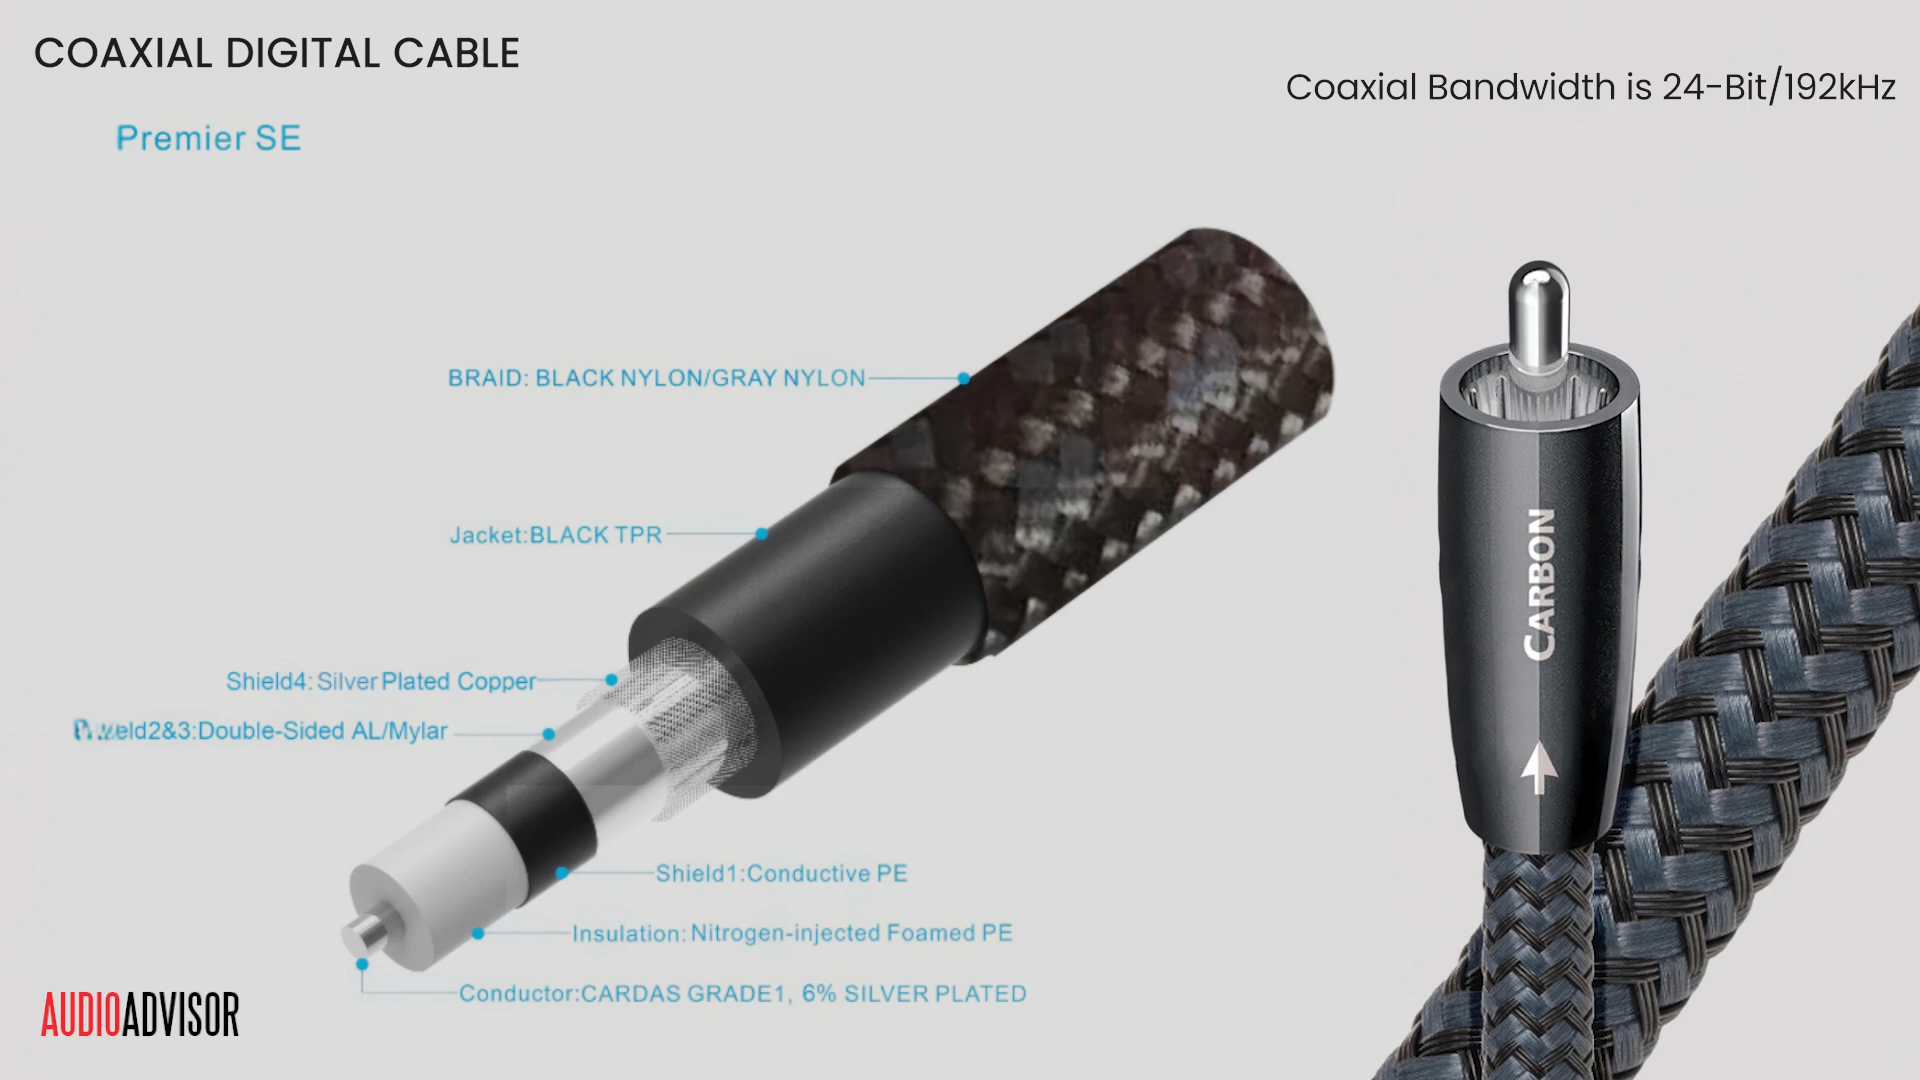 COAXIAL DIGITAL CABLE
Coaxial Bandwidth is 24-Bit/192kHz
Premier SE
BRAID: BLACK NYLON/GRAY NYLON
Jacket:BLACK TPR
Shield4:Silver Plated Copper
2&3:Double-Sided AL/Mylar
Shield1:Conductive PE
Insulation:Nitrogen-injected Foamed PE
Conductor:CARDAS GRADE1, 6% SILVER PLATED
CARBON
AUDIOADVISOR